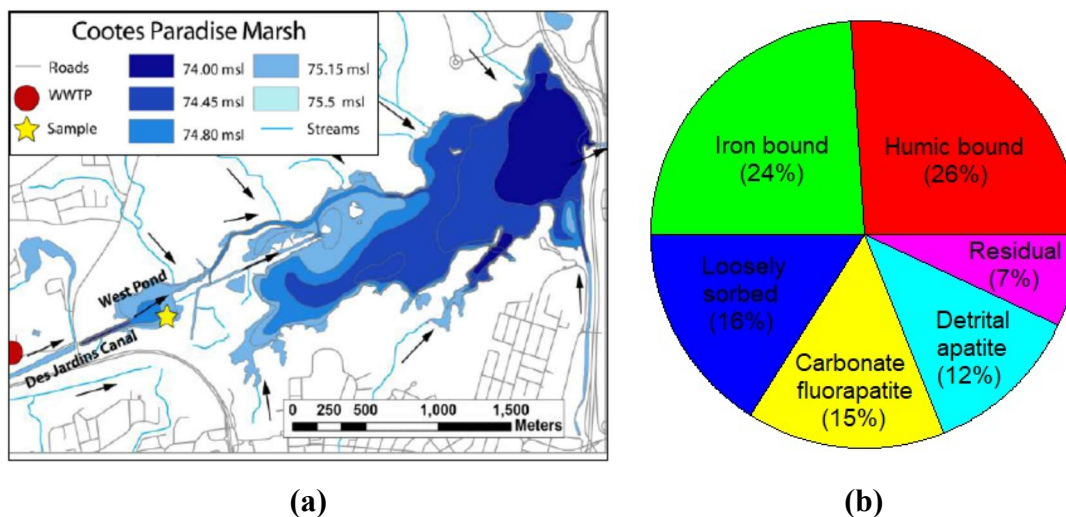 Cootes Paradise Marsh
Roads
WWTP
Sample
74.00 msl
74.45 msl
74.80 msl
75.15 msl
75.5 msl
Streams
West Pond
Des Jardins Canal
0 250 500 1,000 1,500
Meters
Iron bound
(24%)
Humic bound
(26%)
Loosely
sorbed
(16%)
Residual
(7%)
Carbonate
fluorapatite
(15%)
Detrital
apatite
(12%)
(a)
(b)